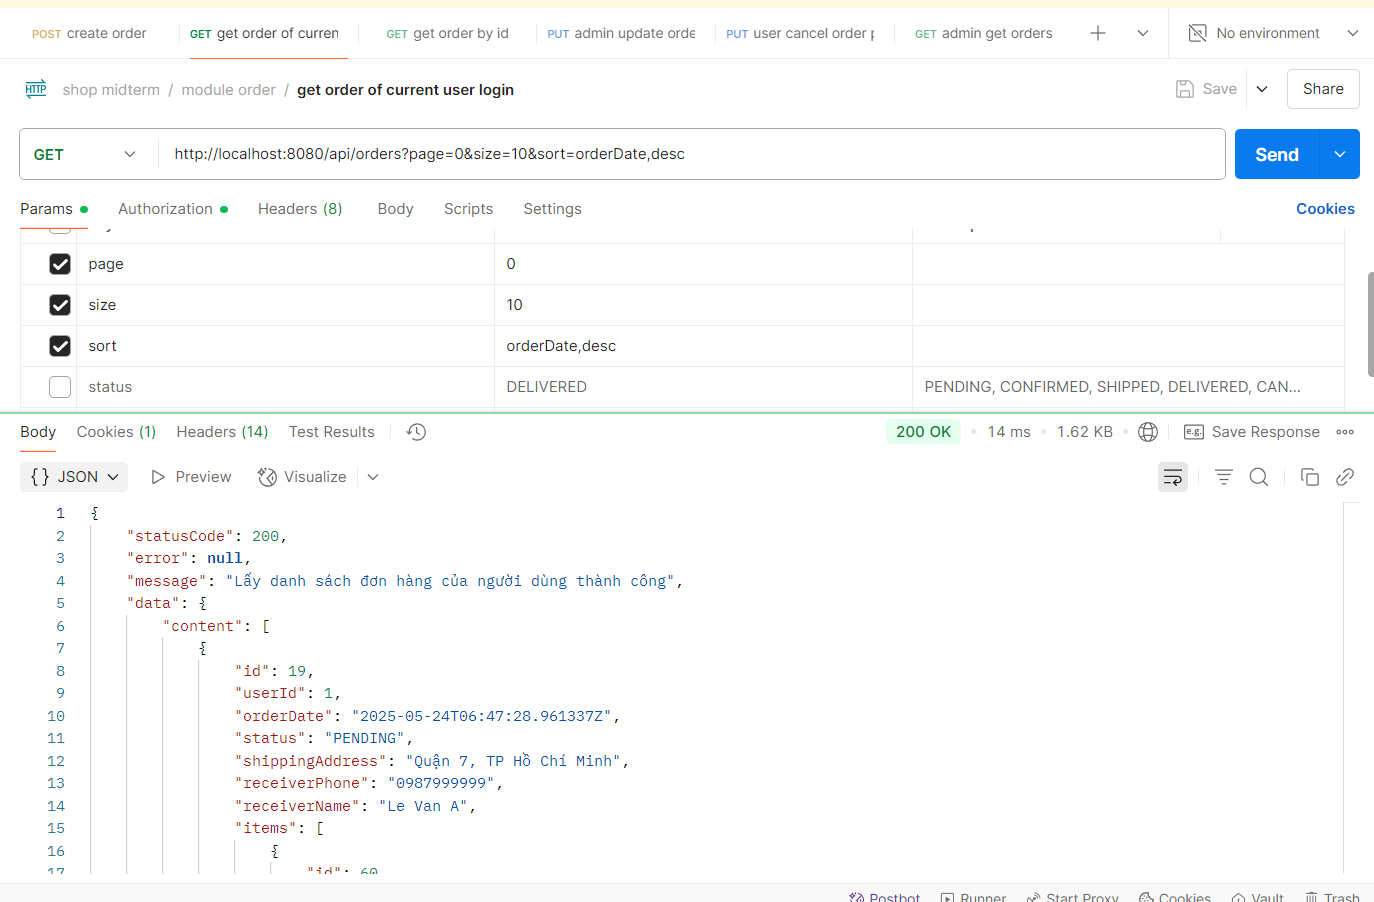 POST create order GET get order of curren GET get order by id PUT admin update orde PUT user cancel order p GET admin get orders No environment
HTTP shop midterm / module order / get order of current user login Save Share
GET http://localhost:8080/api/orders?page=0&size=10&sort=orderDate,desc Send
Params Authorization Headers (8) Body Scripts Settings Cookies
page 0
size 10
sort orderDate,desc
status DELIVERED PENDING, CONFIRMED, SHIPPED, DELIVERED, CAN...
Body Cookies (1) Headers (14) Test Results 200 OK 14 ms 1.62 KB e.g. Save Response
{} JSON Preview Visualize
1 {
2 "statusCode": 200,
3 "error": null,
4 "message": "Lấy danh sách đơn hàng của người dùng thành công",
5 "data": {
6 "content": [
7 {
8 "id": 19,
9 "userId": 1,
10 "orderDate": "2025-05-24T06:47:28.961337Z",
11 "status": "PENDING",
12 "shippingAddress": "Quận 7, TP Hồ Chí Minh",
13 "receiverPhone": "0987999999",
14 "receiverName": "Le Van A",
15 "items": [
16 {
17 "id": 60
Postbot Runner Start Proxy Cookies Vault Trash